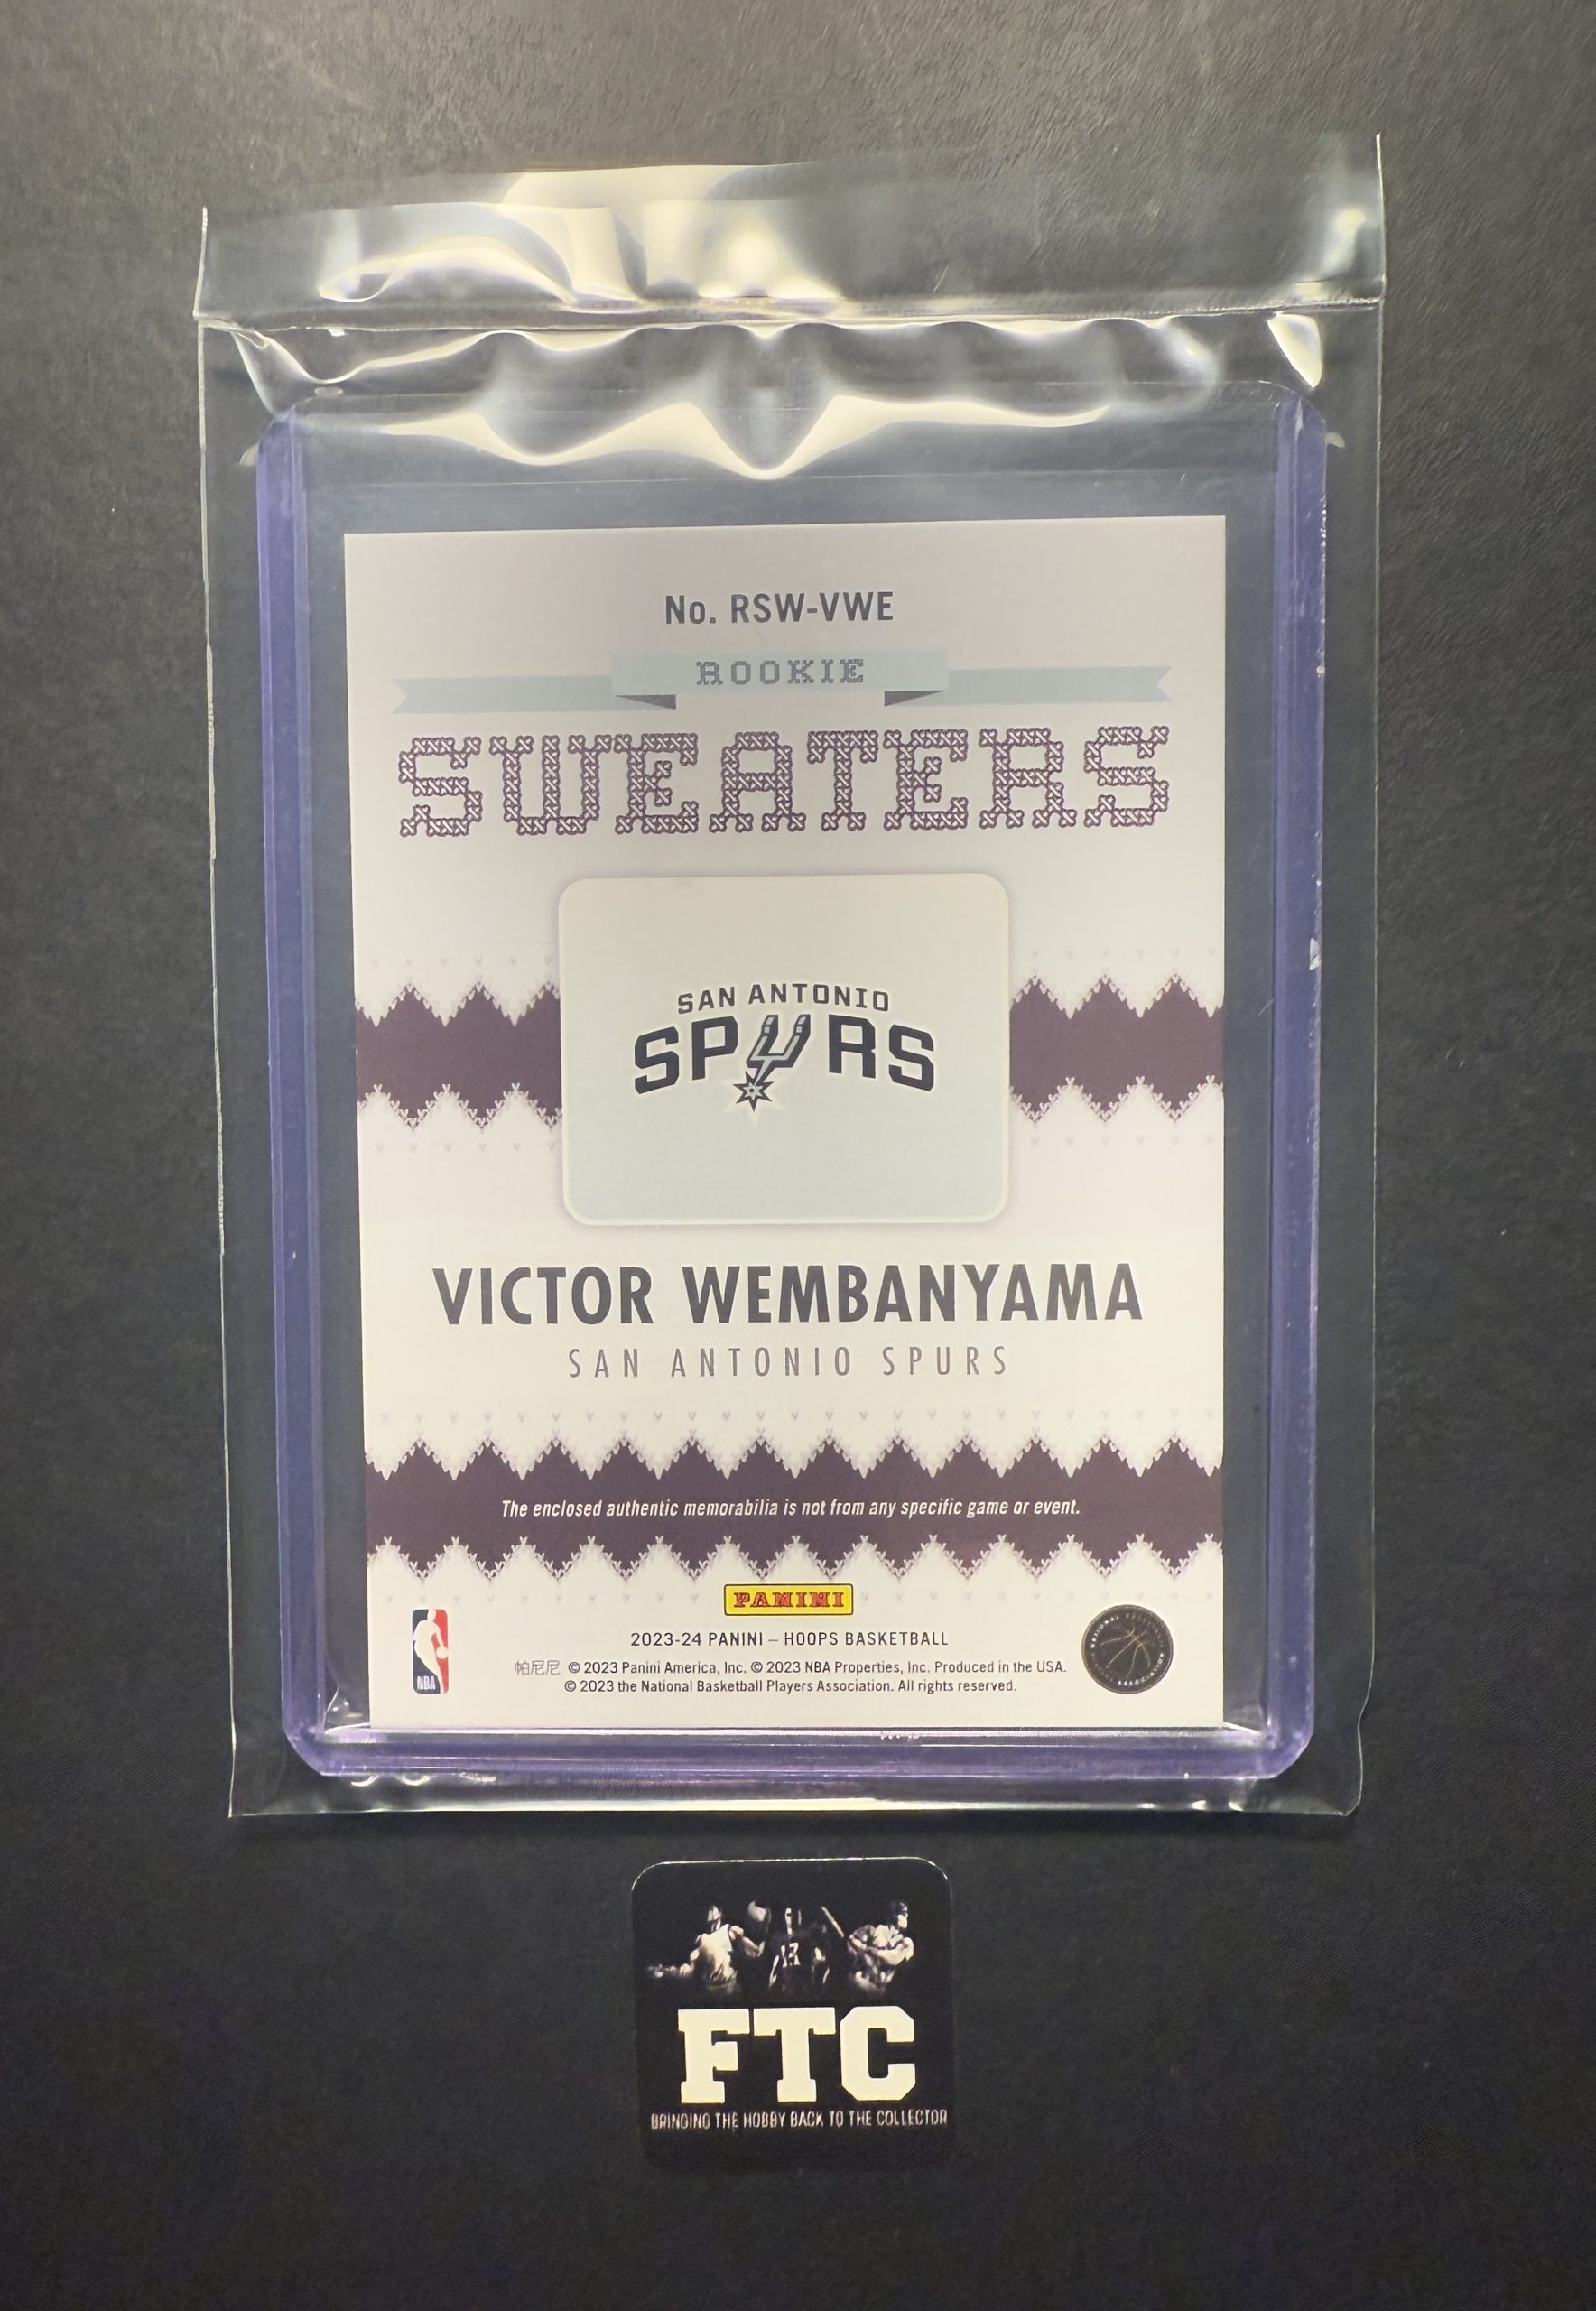 No. RSW-VWE
ROOKIE
SWEATERS
SAN ANTONIO
SPURS
VICTOR WEMBANYAMA
SAN ANTONIO SPURS
The enclosed authentic memorabilia is not from any specific game or event.
PANINI
NBA
2023-24 PANINI – HOOPS BASKETBALL
帕尼尼 © 2023 Panini America, Inc. © 2023 NBA Properties, Inc. Produced in the USA.
© 2023 the National Basketball Players Association. All rights reserved.
FTC
BRINGING THE HOBBY BACK TO THE COLLECTOR